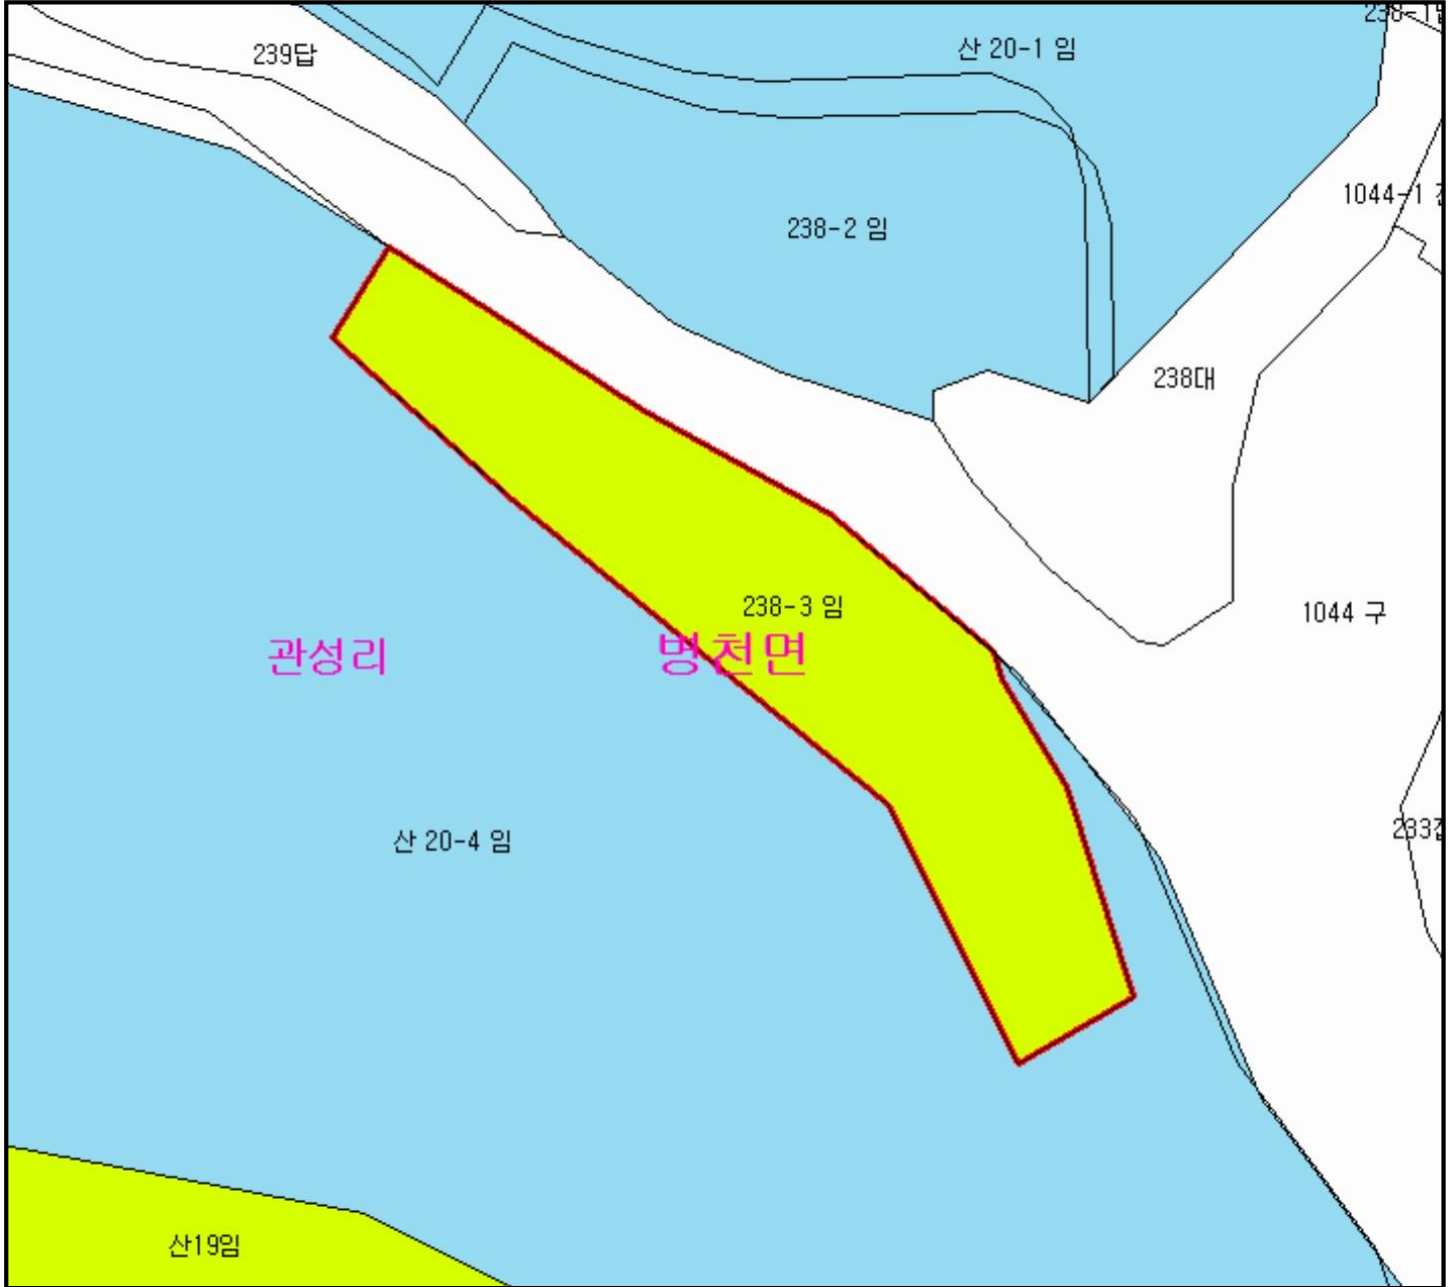 239답
산 20-1 임
238-2 임
1044-1
238대
238-3 임
1044 구
관성리
병천면
산 20-4 임
산19임